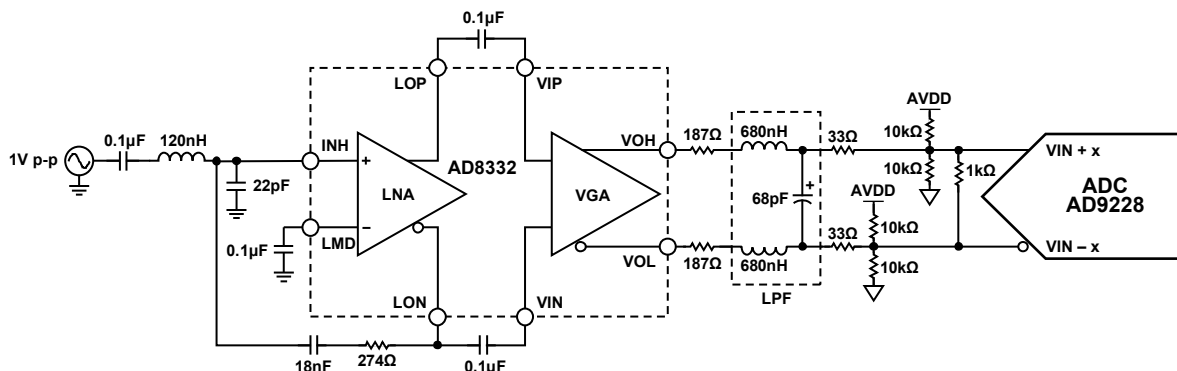 0.1µF
LOP
VIP
AVDD
187Ω
680nH
33Ω
10kΩ
0.1µF
120nH
INH
VOH
1V p-p
+
AD8332
10kΩ
1kΩ
VIN + x
22pF
LNA
VGA
68pF
+
AVDD
ADC
AD9228
LMD
–
0.1µF
33Ω
10kΩ
VIN – x
VOL
187Ω
680nH
10kΩ
LON
VIN
LPF
18nF
274Ω
0.1µF